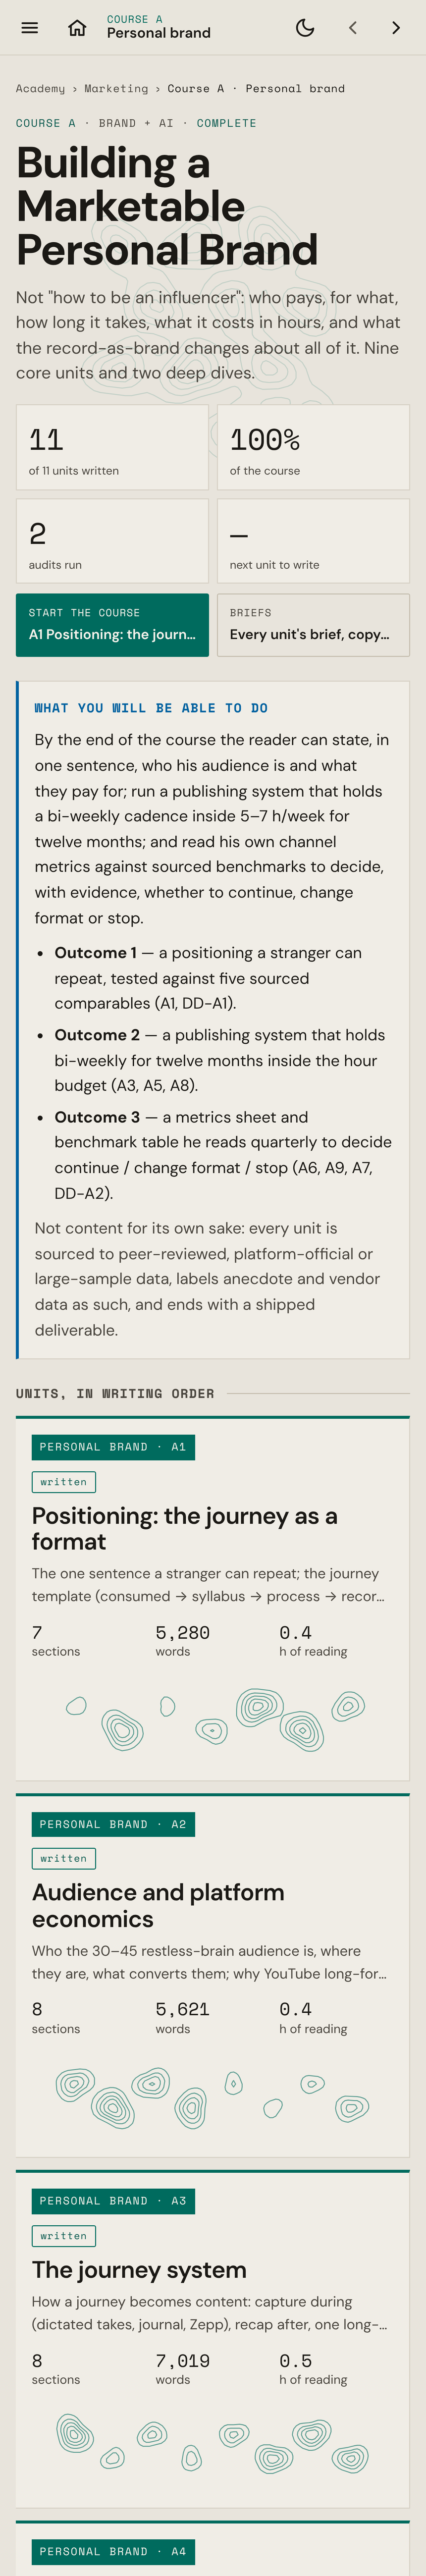 COURSE A
Personal brand
Academy › Marketing › Course A · Personal brand
COURSE A · BRAND + AI · COMPLETE
Building a
Marketable
Personal Brand
Not "how to be an influencer": who pays, for what,
how long it takes, what it costs in hours, and what
the record-as-brand changes about all of it. Nine
core units and two deep dives.
11
of 11 units written
100%
of the course
2
audits run
—
next unit to write
START THE COURSE
A1 Positioning: the journ...
BRIEFS
Every unit's brief, copy...
WHAT YOU WILL BE ABLE TO DO
By the end of the course the reader can state, in
one sentence, who his audience is and what
they pay for; run a publishing system that holds
a bi-weekly cadence inside 5–7 h/week for
twelve months; and read his own channel
metrics against sourced benchmarks to decide,
with evidence, whether to continue, change
format or stop.
• Outcome 1 — a positioning a stranger can
repeat, tested against five sourced
comparables (A1, DD-A1).
• Outcome 2 — a publishing system that holds
bi-weekly for twelve months inside the hour
budget (A3, A5, A8).
• Outcome 3 — a metrics sheet and
benchmark table he reads quarterly to decide
continue / change format / stop (A6, A9, A7,
DD-A2).
Not content for its own sake: every unit is
sourced to peer-reviewed, platform-official or
large-sample data, labels anecdote and vendor
data as such, and ends with a shipped
deliverable.
UNITS, IN WRITING ORDER
PERSONAL BRAND · A1
written
Positioning: the journey as a
format
The one sentence a stranger can repeat; the journey
template (consumed → syllabus → process → recor...
7
sections
5,280
words
0.4
h of reading
PERSONAL BRAND · A2
written
Audience and platform
economics
Who the 30–45 restless-brain audience is, where
they are, what converts them; why YouTube long-for...
8
sections
5,621
words
0.4
h of reading
PERSONAL BRAND · A3
written
The journey system
How a journey becomes content: capture during
(dictated takes, journal, Zepp), recap after, one long-...
8
sections
7,019
words
0.5
h of reading
PERSONAL BRAND · A4